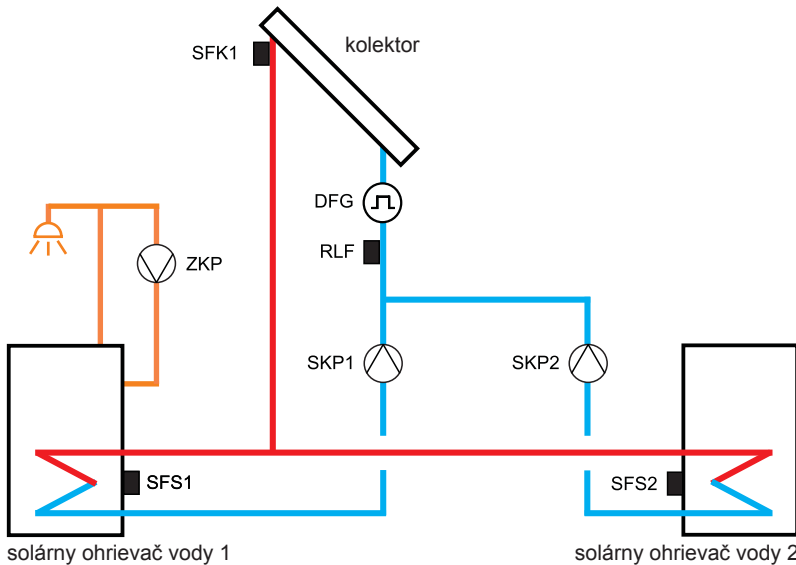 SFK1
kolektor
DFG
RLF
ZKP
SKP1
SKP2
SFS1
SFS2
solárny ohrievač vody 1
solárny ohrievač vody 2